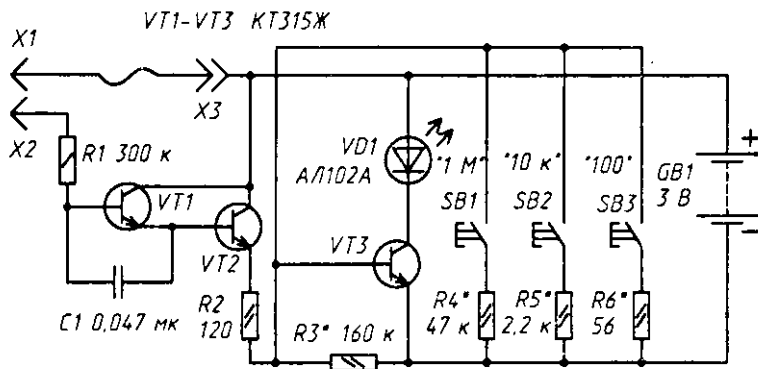 VT1-VT3 КТ315Ж
X1
X3
X2
R1 300 к
VT1
VT2
C1 0,047 мк
R2
120
R3* 160 к
VT3
VD1
АЛ102А
"1 М"
SB1
"10 к"
SB2
"100"
SB3
R4*
47 к
R5*
2,2 к
R6*
56
GB1
3 В
+
-